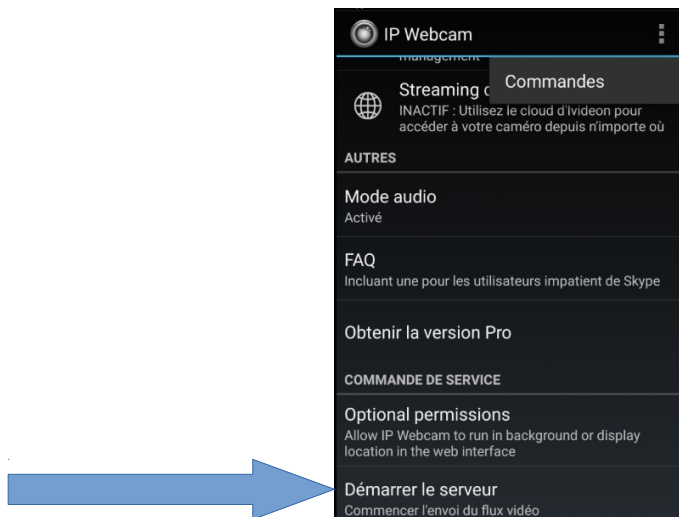 IP Webcam
management
Commandes
Streaming
INACTIF : Utilisez le cloud d'Ivideon pour
accéder à votre caméro depuis n'importe où
AUTRES
Mode audio
Activé
FAQ
Incluant une pour les utilisateurs impatient de Skype
Obtenir la version Pro
COMMANDE DE SERVICE
Optional permissions
Allow IP Webcam to run in background or display
location in the web interface
Démarrer le serveur
Commencer l'envoi du flux vidéo